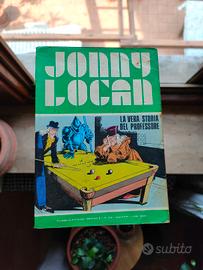 JONNY
LOGAN
LA VERA STORIA
DEL PROFESSORE
subito